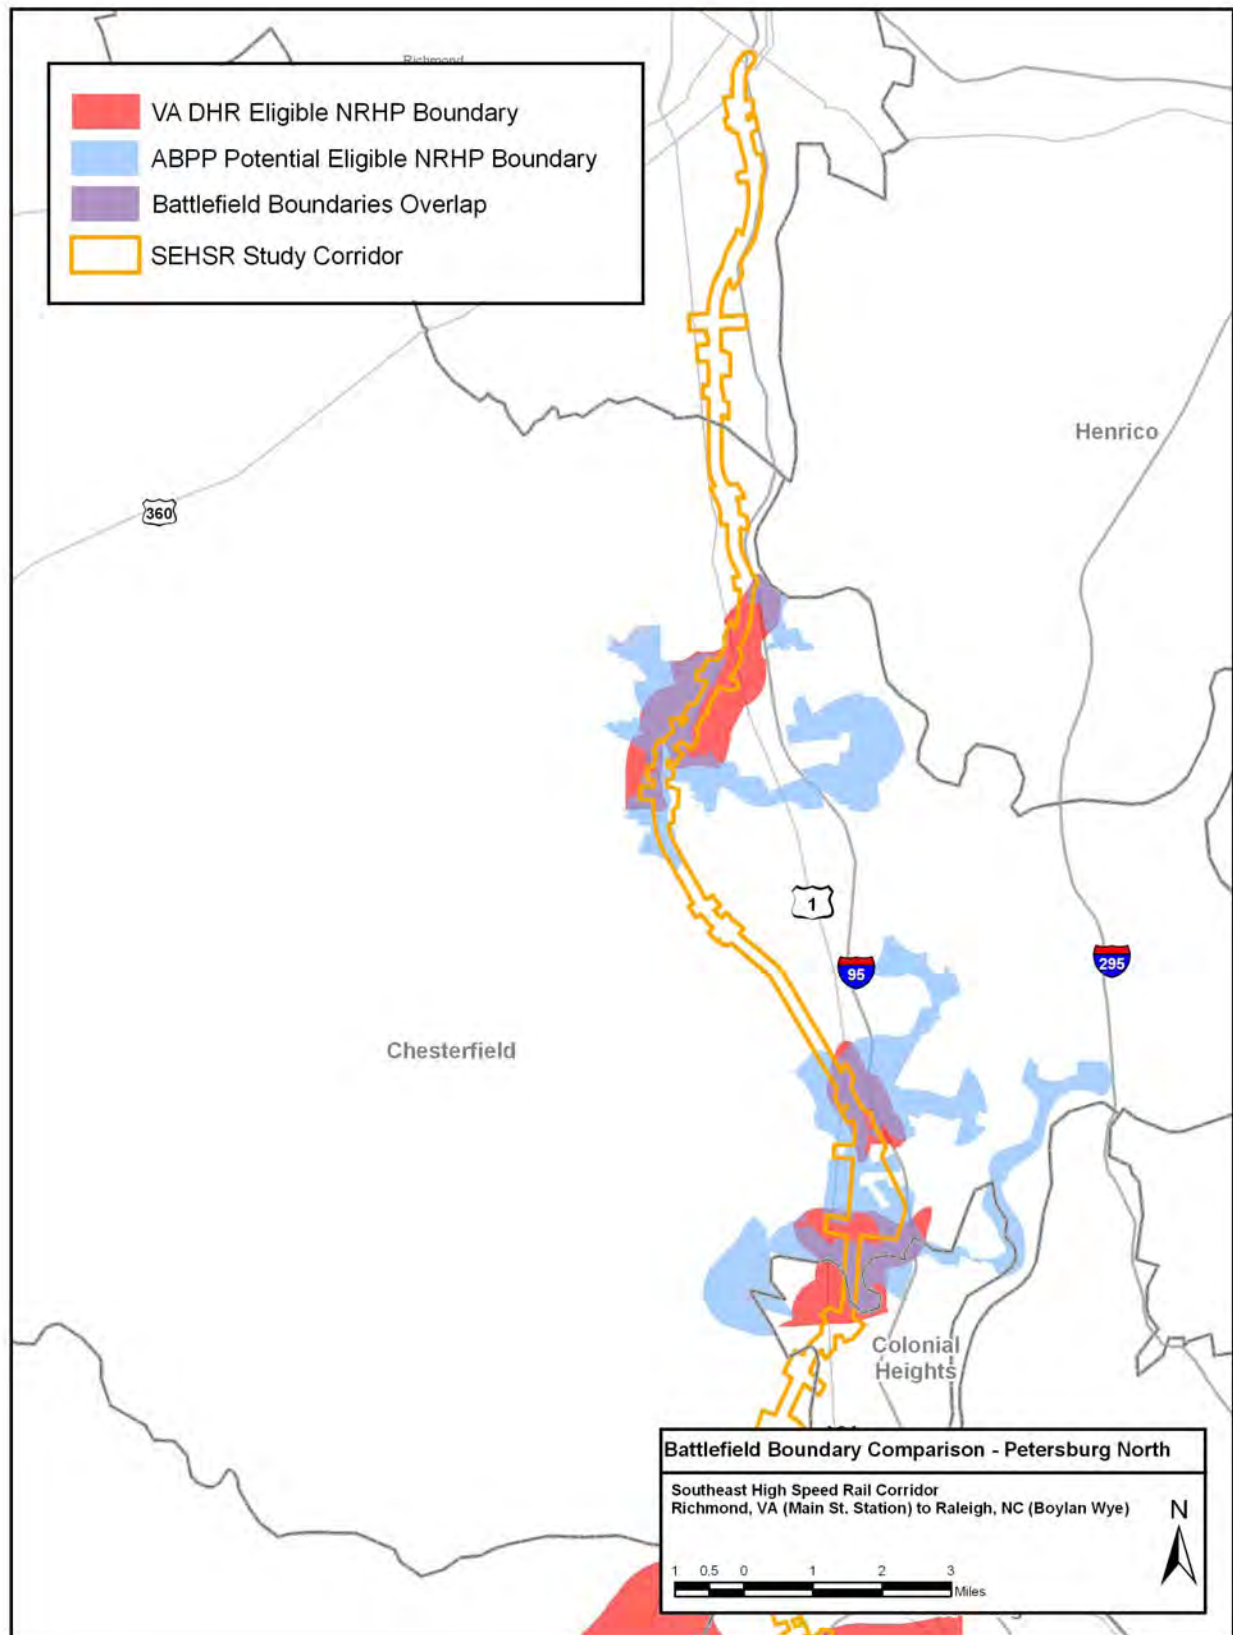 Richmond
VA DHR Eligible NRHP Boundary
ABPP Potential Eligible NRHP Boundary
Battlefield Boundaries Overlap
SEHSR Study Corridor
Henrico
360
1
95
295
Chesterfield
Colonial
Heights
Battlefield Boundary Comparison - Petersburg North
Southeast High Speed Rail Corridor
Richmond, VA (Main St. Station) to Raleigh, NC (Boylan Wye)
N
1 0.5 0 1 2 3
Miles